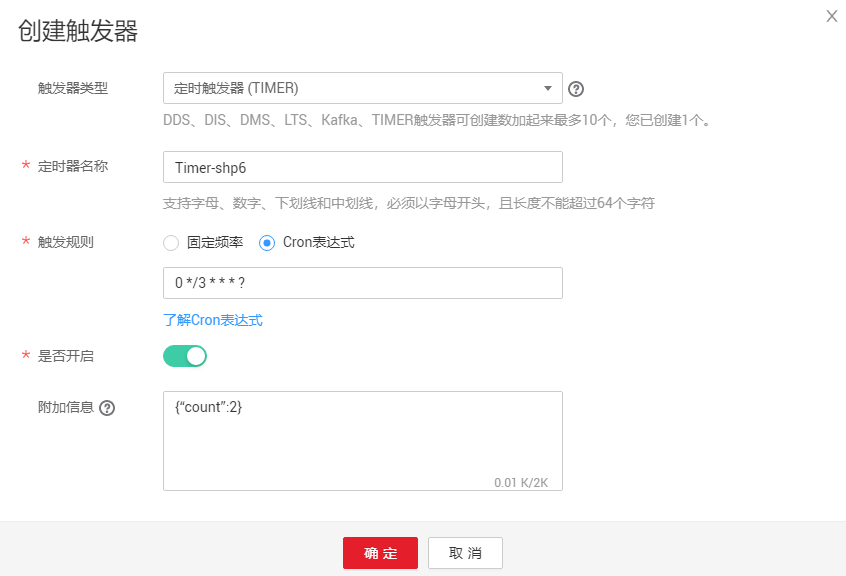 创建触发器
触发器类型
定时触发器 (TIMER)
DDS、DIS、DMS、LTS、Kafka、TIMER触发器可创建数加起来最多10个，您已创建1个。
* 定时器名称
Timer-shp6
支持字母、数字、下划线和中划线，必须以字母开头，且长度不能超过64个字符
* 触发规则
固定频率 Cron表达式
0 */3 * * * ?
了解Cron表达式
* 是否开启
附加信息
{“count”:2}
0.01 K/2K
确 定 取 消